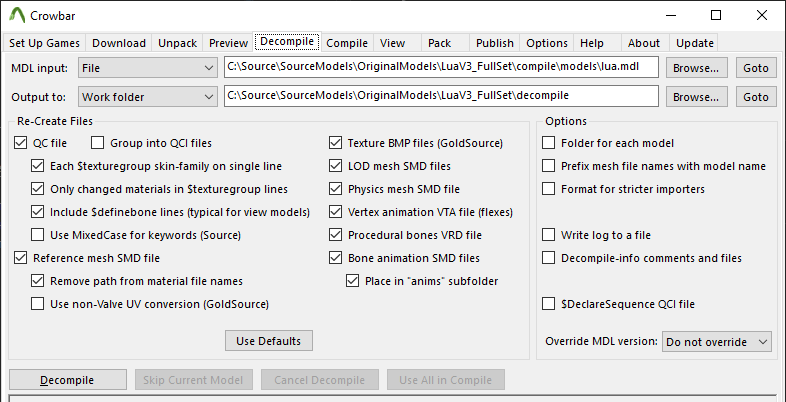 Crowbar
Set Up Games Download Unpack Preview Decompile Compile View Pack Publish Options Help About Update
MDL input: File C:\Source\SourceModels\OriginalModels\LuaV3_FullSet\compile\models\lua.mdl Browse... Goto
Output to: Work folder C:\Source\SourceModels\OriginalModels\LuaV3_FullSet\decompile Browse... Goto
Re-Create Files
QC file Group into QCI files
Each $texturegroup skin-family on single line
Only changed materials in $texturegroup lines
Include $definebone lines (typical for view models)
Use MixedCase for keywords (Source)
Reference mesh SMD file
Remove path from material file names
Use non-Valve UV conversion (GoldSource)
Texture BMP files (GoldSource)
LOD mesh SMD files
Physics mesh SMD file
Vertex animation VTA file (flexes)
Procedural bones VRD file
Bone animation SMD files
Place in "anims" subfolder
Use Defaults
Options
Folder for each model
Prefix mesh file names with model name
Format for stricter importers
Write log to a file
Decompile-info comments and files
$DeclareSequence QCI file
Override MDL version: Do not override
Decompile Skip Current Model Cancel Decompile Use All in Compile